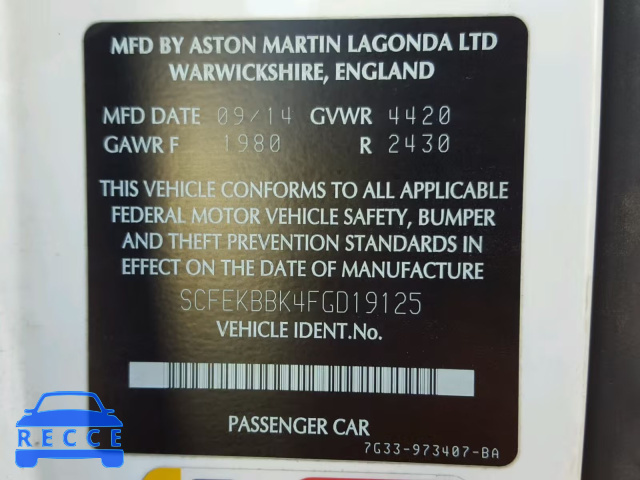 MFD BY ASTON MARTIN LAGONDA LTD
WARWICKSHIRE, ENGLAND
MFD DATE 09/14 GVWR 4420
GAWR F 1980 R 2430
THIS VEHICLE CONFORMS TO ALL APPLICABLE
FEDERAL MOTOR VEHICLE SAFETY, BUMPER
AND THEFT PREVENTION STANDARDS IN
EFFECT ON THE DATE OF MANUFACTURE
SCFEKBBK4FGD19125
VEHICLE IDENT.No.
PASSENGER CAR
7G33-973407-BA
RECCE